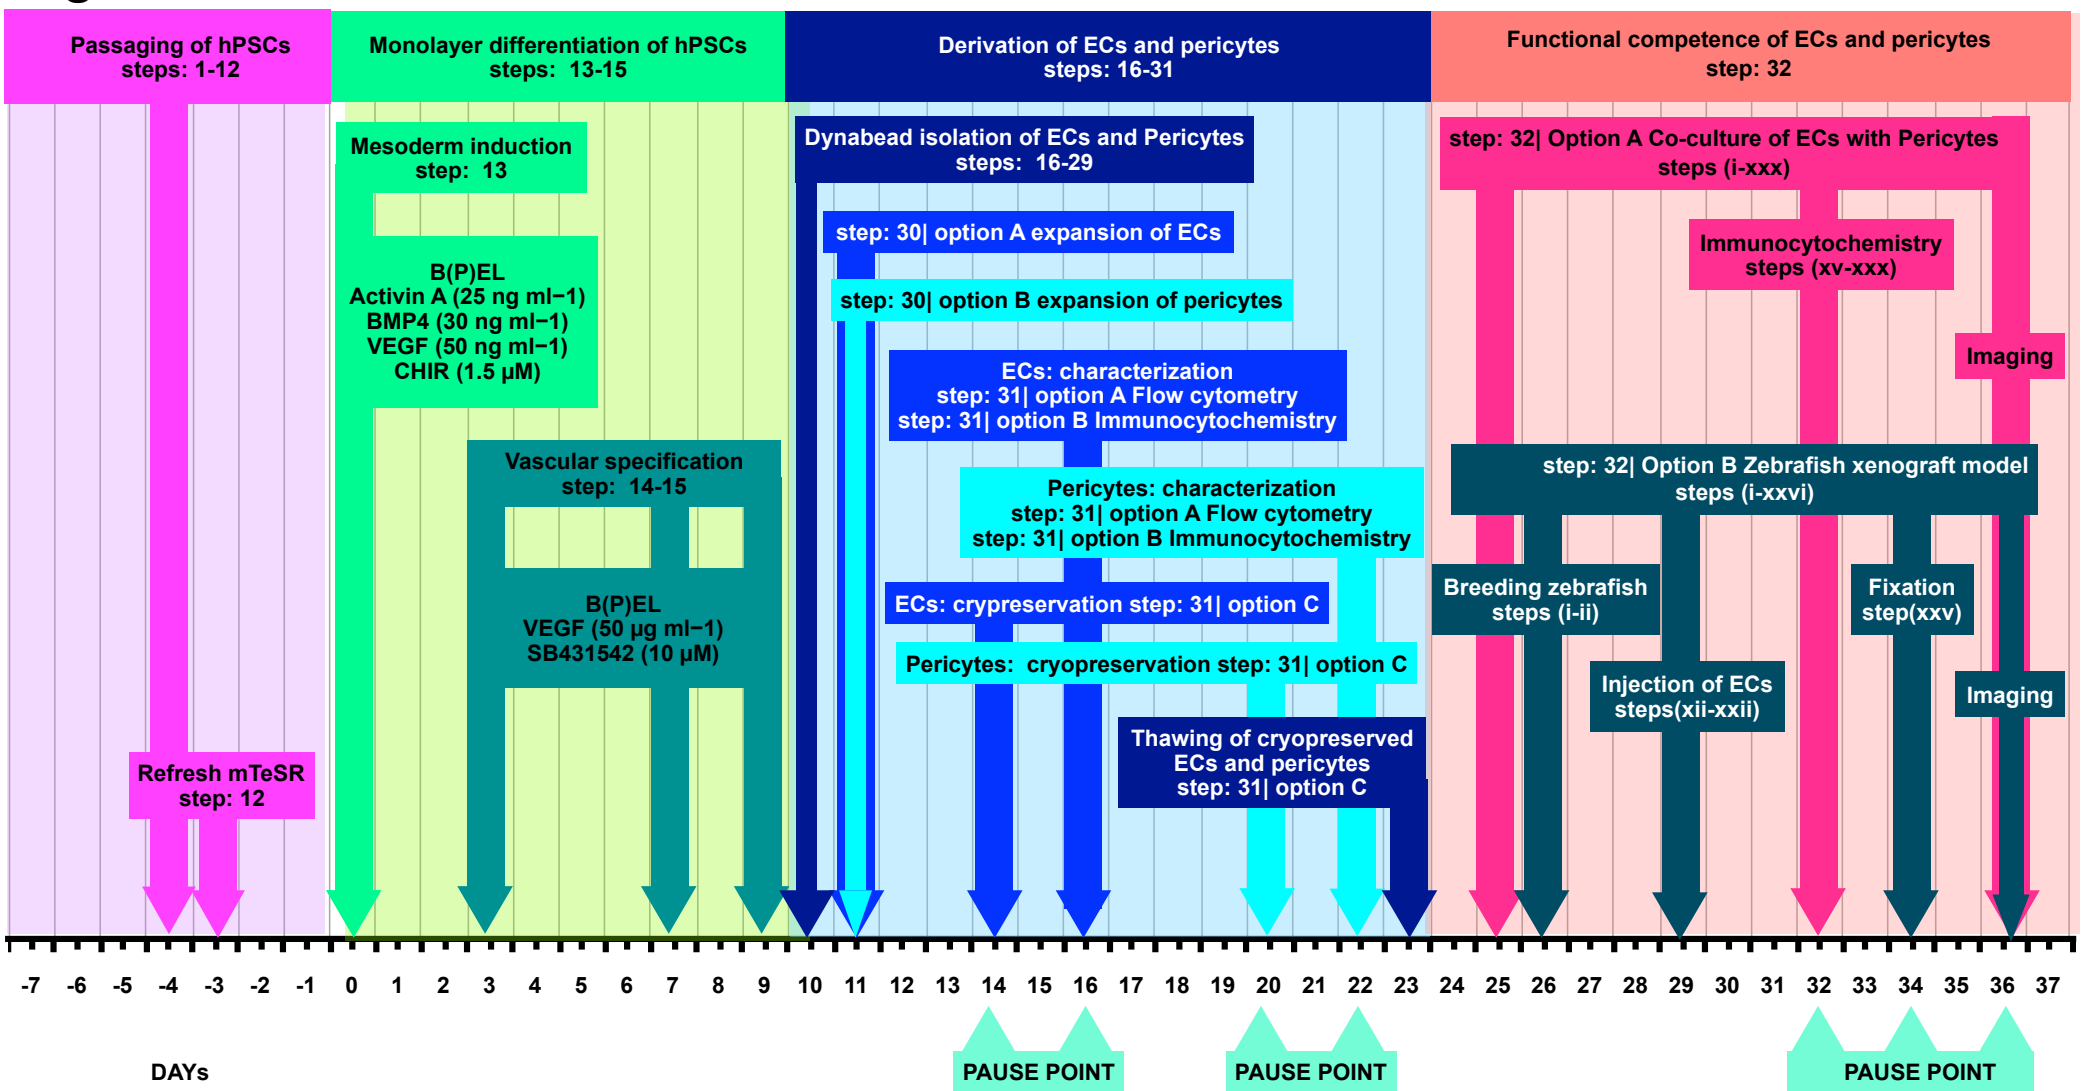 Passaging of hPSCs
steps: 1-12
Monolayer differentiation of hPSCs
steps: 13-15
Derivation of ECs and pericytes
steps: 16-31
Functional competence of ECs and pericytes
step: 32
Mesoderm induction
step: 13
B(P)EL
Activin A (25 ng ml−1)
BMP4 (30 ng ml−1)
VEGF (50 ng ml−1)
CHIR (1.5 µM)
Vascular specification
step: 14-15
B(P)EL
VEGF (50 µg ml−1)
SB431542 (10 µM)
Refresh mTeSR
step: 12
Dynabead isolation of ECs and Pericytes
steps: 16-29
step: 30| option A expansion of ECs
step: 30| option B expansion of pericytes
ECs: characterization
step: 31| option A Flow cytometry
step: 31| option B Immunocytochemistry
Pericytes: characterization
step: 31| option A Flow cytometry
step: 31| option B Immunocytochemistry
ECs: crypreservation step: 31| option C
Pericytes: cryopreservation step: 31| option C
Thawing of cryopreserved
ECs and pericytes
step: 31| option C
step: 32| Option A Co-culture of ECs with Pericytes
steps (i-xxx)
Immunocytochemistry
steps (xv-xxx)
Imaging
step: 32| Option B Zebrafish xenograft model
steps (i-xxvi)
Breeding zebrafish
steps (i-ii)
Fixation
step(xxv)
Injection of ECs
steps(xii-xxii)
Imaging
-7 -6 -5 -4 -3 -2 -1 0 1 2 3 4 5 6 7 8 9 10 11 12 13 14 15 16 17 18 19 20 21 22 23 24 25 26 27 28 29 30 31 32 33 34 35 36 37
DAYs
PAUSE POINT
PAUSE POINT
PAUSE POINT